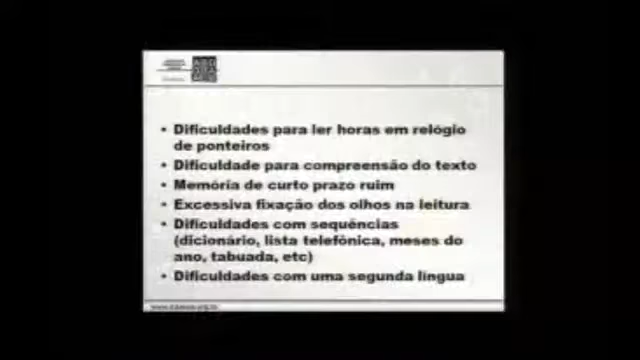 • Dificuldades para ler horas em relógio
de ponteiros
• Dificuldade para compreensão do texto
• Memória de curto prazo ruim
• Excessiva fixação dos olhos na leitura
• Dificuldades com sequências
(dicionário, lista telefônica, meses do
ano, tabuada, etc)
• Dificuldades com uma segunda língua